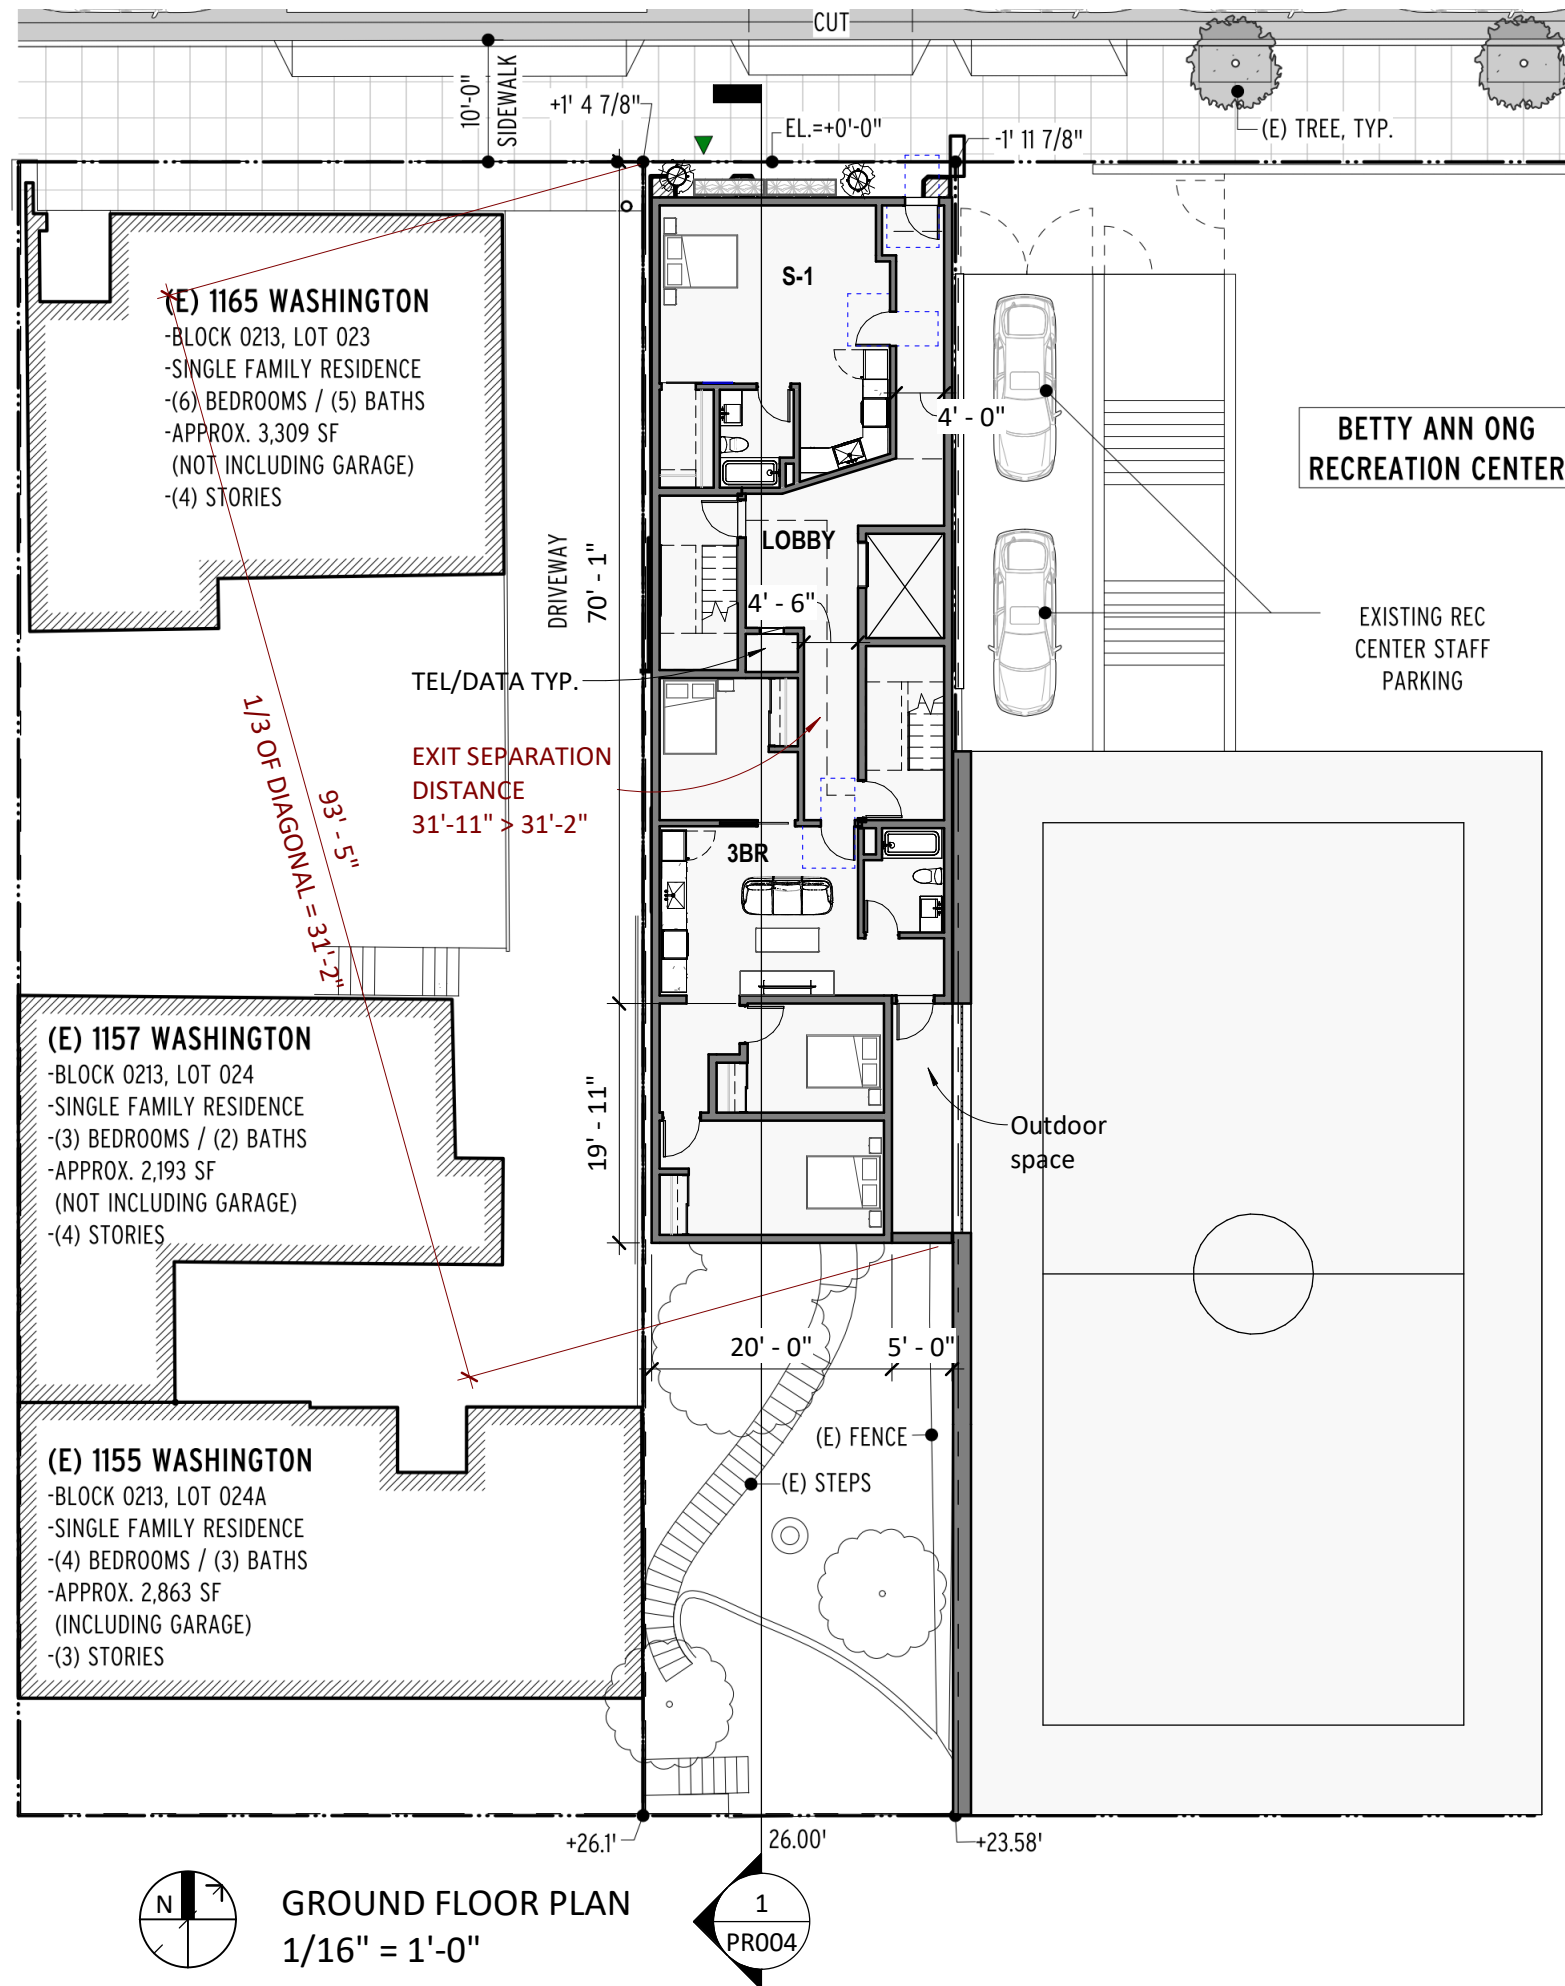 CUT
10'-0"
SIDEWALK
+1' 4 7/8"
EL.=+0'-0"
-1' 11 7/8"
(E) TREE, TYP.
(E) 1165 WASHINGTON
-BLOCK 0213, LOT 023
-SINGLE FAMILY RESIDENCE
-(6) BEDROOMS / (5) BATHS
-APPROX. 3,309 SF
(NOT INCLUDING GARAGE)
-(4) STORIES
S-1
4' - 0"
BETTY ANN ONG
RECREATION CENTER
LOBBY
DRIVEWAY
70' - 1"
4' - 6"
EXISTING REC
CENTER STAFF
PARKING
TEL/DATA TYP.
EXIT SEPARATION
DISTANCE
31'-11" > 31'-2"
93' - 5"
1/3 OF DIAGONAL = 31'-2"
3BR
(E) 1157 WASHINGTON
-BLOCK 0213, LOT 024
-SINGLE FAMILY RESIDENCE
-(3) BEDROOMS / (2) BATHS
-APPROX. 2,193 SF
(NOT INCLUDING GARAGE)
-(4) STORIES
19' - 11"
Outdoor
space
20' - 0"
5' - 0"
(E) FENCE
(E) STEPS
(E) 1155 WASHINGTON
-BLOCK 0213, LOT 024A
-SINGLE FAMILY RESIDENCE
-(4) BEDROOMS / (3) BATHS
-APPROX. 2,863 SF
(INCLUDING GARAGE)
-(3) STORIES
+26.1'
26.00'
+23.58'
N
GROUND FLOOR PLAN
1/16" = 1'-0"
1
PR004